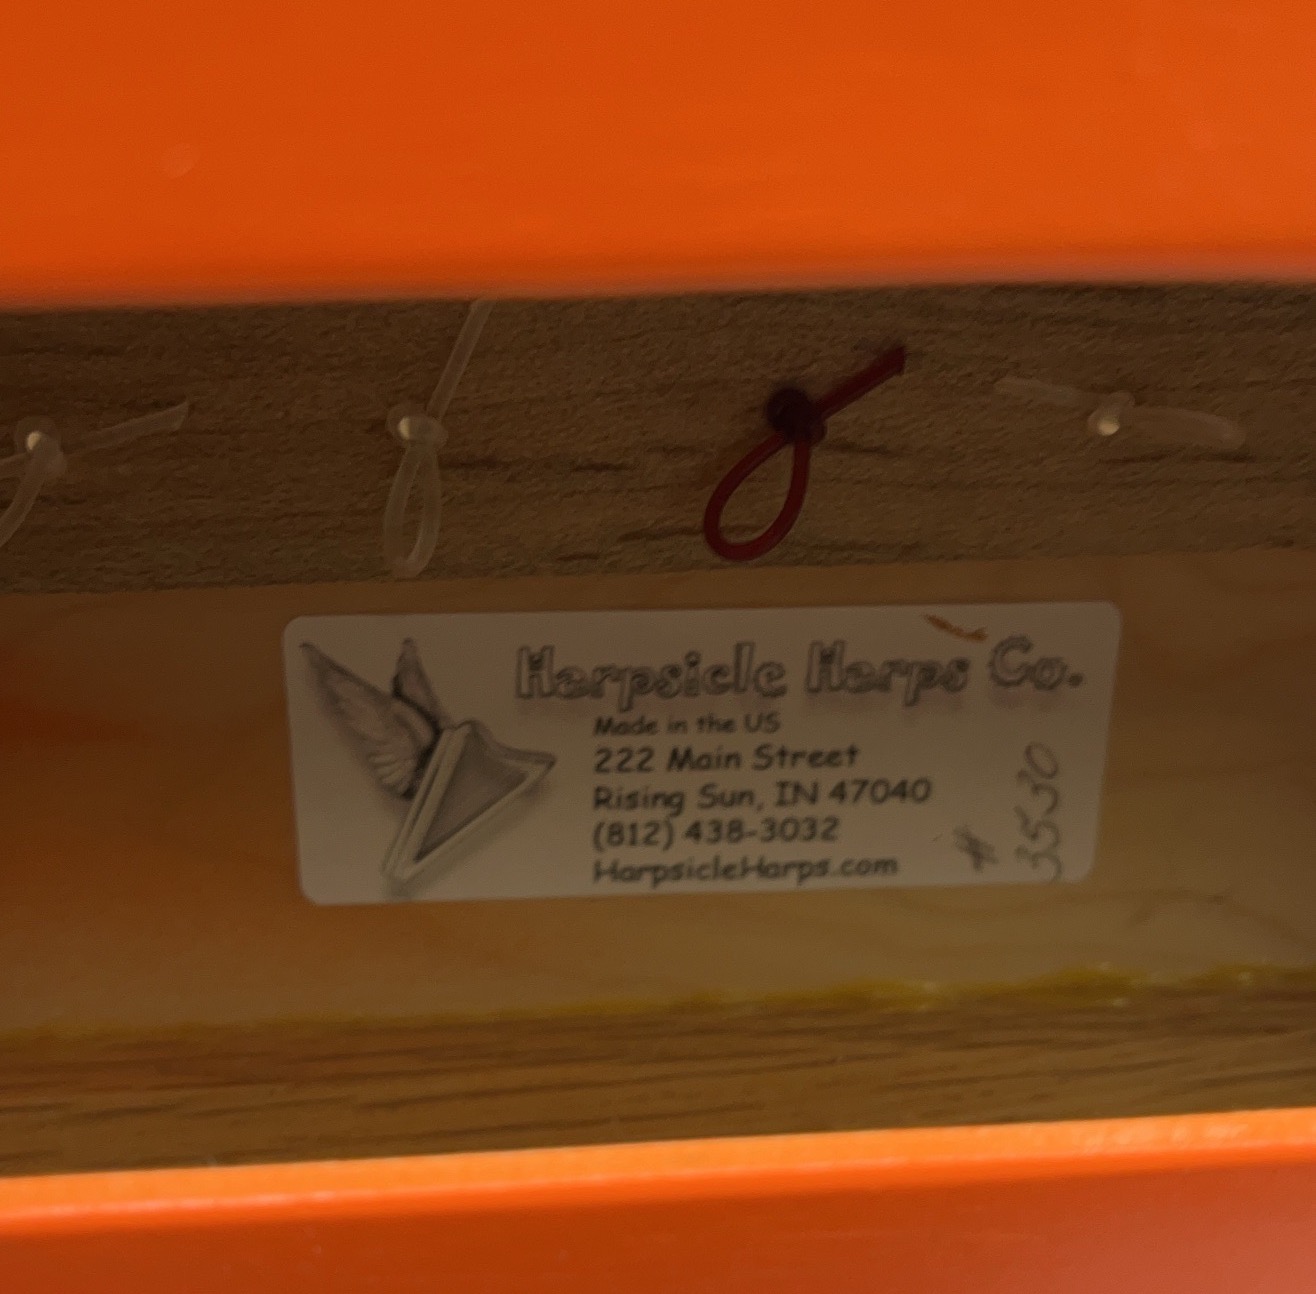 Harpsicle Harps Co.
Made in the US
222 Main Street
Rising Sun, IN 47040
(812) 438-3032
HarpsicleHarps.com
# 3530